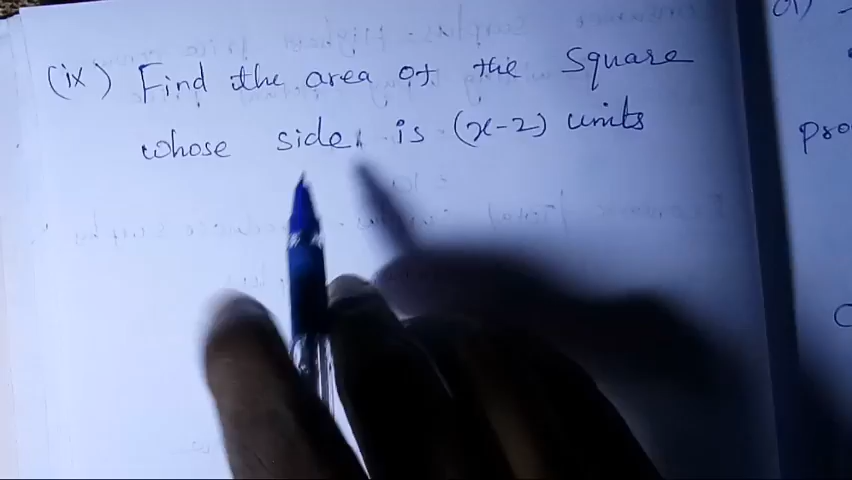 (ix) Find the area of the square
whose side is (x-2) units